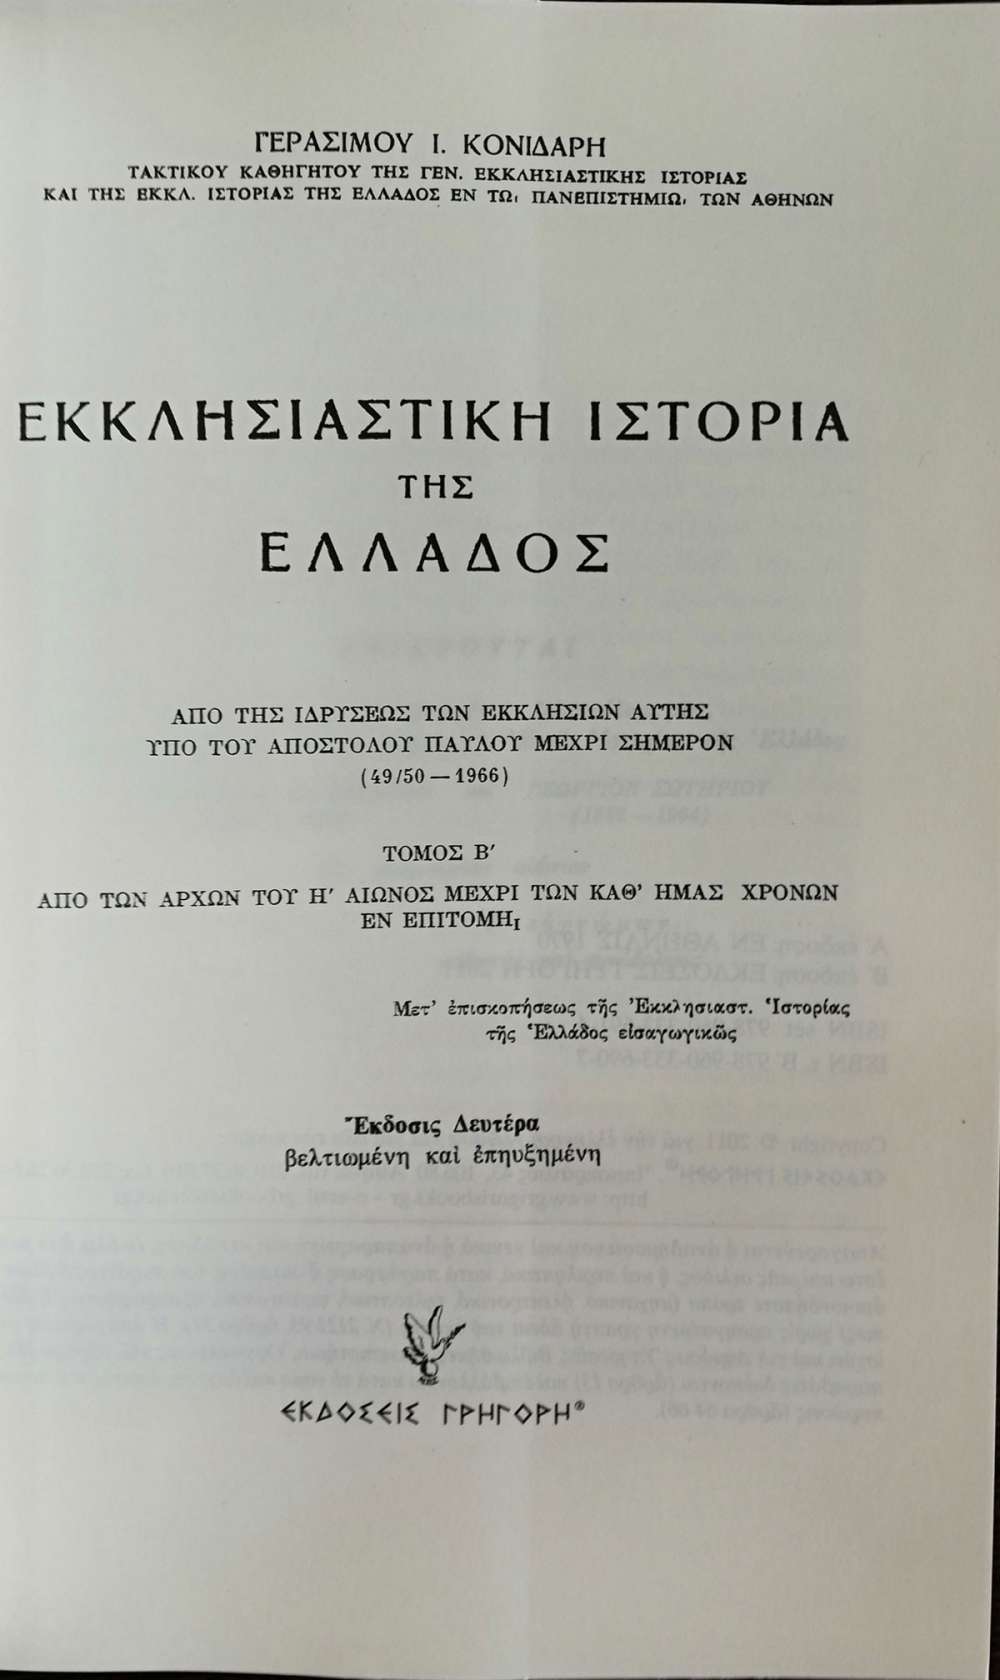 ΓΕΡΑΣΙΜΟΥ Ι. ΚΟΝΙΔΑΡΗ
ΤΑΚΤΙΚΟΥ ΚΑΘΗΓΗΤΟΥ ΤΗΣ ΓΕΝ. ΕΚΚΛΗΣΙΑΣΤΙΚΗΣ ΙΣΤΟΡΙΑΣ
ΚΑΙ ΤΗΣ ΕΚΚΛ. ΙΣΤΟΡΙΑΣ ΤΗΣ ΕΛΛΑΔΟΣ ΕΝ ΤΩι ΠΑΝΕΠΙΣΤΗΜΙΩι ΤΩΝ ΑΘΗΝΩΝ
ΕΚΚΛΗΣΙΑΣΤΙΚΗ ΙΣΤΟΡΙΑ
ΤΗΣ
ΕΛΛΑΔΟΣ
ΑΠΟ ΤΗΣ ΙΔΡΥΣΕΩΣ ΤΩΝ ΕΚΚΛΗΣΙΩΝ ΑΥΤΗΣ
ΥΠΟ ΤΟΥ ΑΠΟΣΤΟΛΟΥ ΠΑΥΛΟΥ ΜΕΧΡΙ ΣΗΜΕΡΟΝ
(49/50 — 1966)
ΤΟΜΟΣ Β′
ΑΠΟ ΤΩΝ ΑΡΧΩΝ ΤΟΥ Η′ ΑΙΩΝΟΣ ΜΕΧΡΙ ΤΩΝ ΚΑΘ’ ΗΜΑΣ ΧΡΟΝΩΝ
ΕΝ ΕΠΙΤΟΜΗι
Μετ’ ἐπισκοπήσεως τῆς Ἐκκλησιαστ. Ἱστορίας
τῆς Ἑλλάδος εἰσαγωγικῶς
Ἔκδοσις Δευτέρα
βελτιωμένη καὶ ἐπηυξημένη
ΕΚΔΟΣΕΙΣ ΓΡΗΓΟΡΗ®